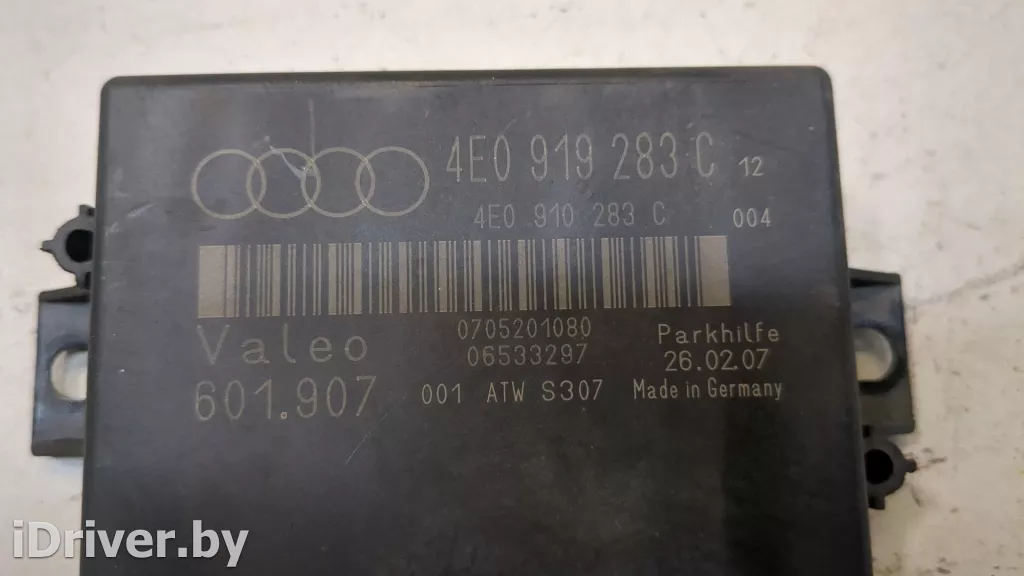 4E0 919 283 C 12
4E0 910 283 C 004
Valeo 0705201080 Parkhilfe
06533297 26.02.07
601.907 001 ATW S307 Made in Germany
iDriver.by